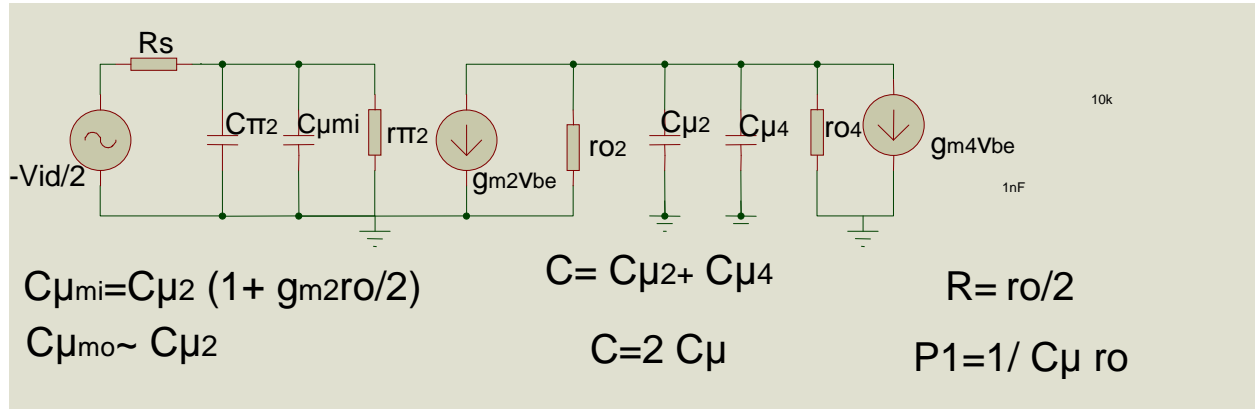 Rs
-Vid/2
Cπ2
Cμmi
rπ2
gm2vbe
ro2
Cμ2
Cμ4
ro4
gm4vbe
10k
1nF
Cμmi=Cμ2 (1+ gm2ro/2)
Cμmo~ Cμ2
C= Cμ2+ Cμ4
C=2 Cμ
R= ro/2
P1=1/ Cμ ro